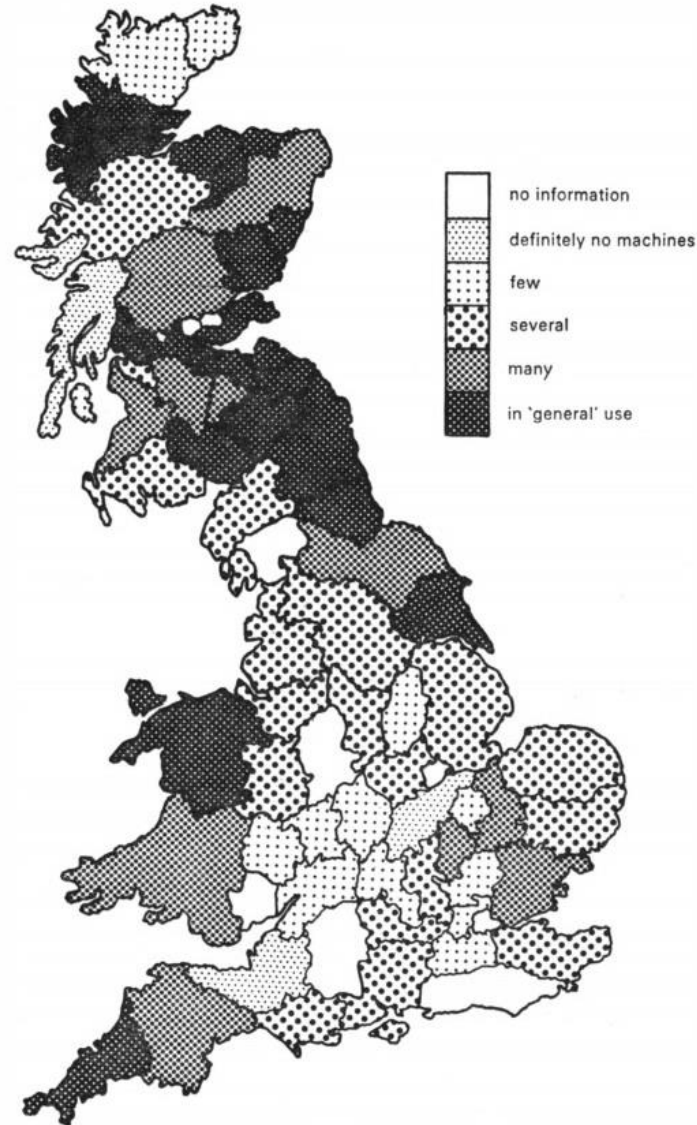 no information
definitely no machines
few
several
many
in 'general' use